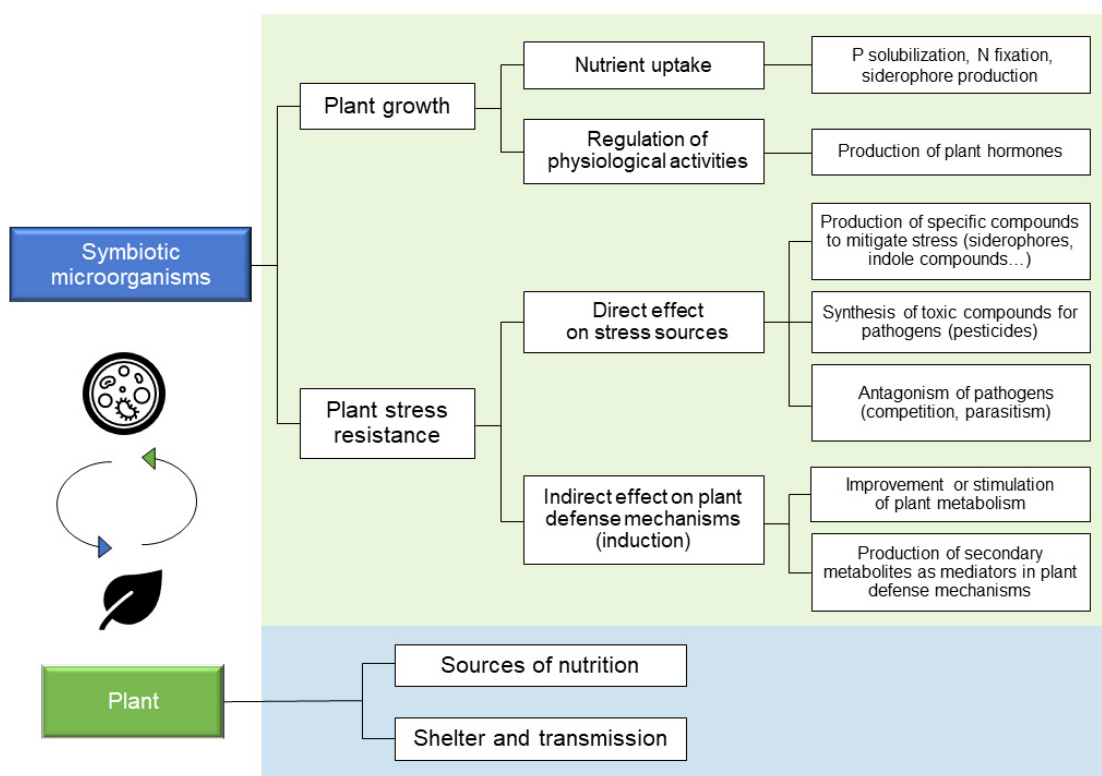 Symbiotic
microorganisms
Plant growth
Nutrient uptake
P solubilization, N fixation,
siderophore production
Regulation of
physiological activities
Production of plant hormones
Plant stress
resistance
Direct effect
on stress sources
Production of specific compounds
to mitigate stress (siderophores,
indole compounds…)
Synthesis of toxic compounds for
pathogens (pesticides)
Antagonism of pathogens
(competition, parasitism)
Indirect effect on plant
defense mechanisms
(induction)
Improvement or stimulation
of plant metabolism
Production of secondary
metabolites as mediators in plant
defense mechanisms
Plant
Sources of nutrition
Shelter and transmission